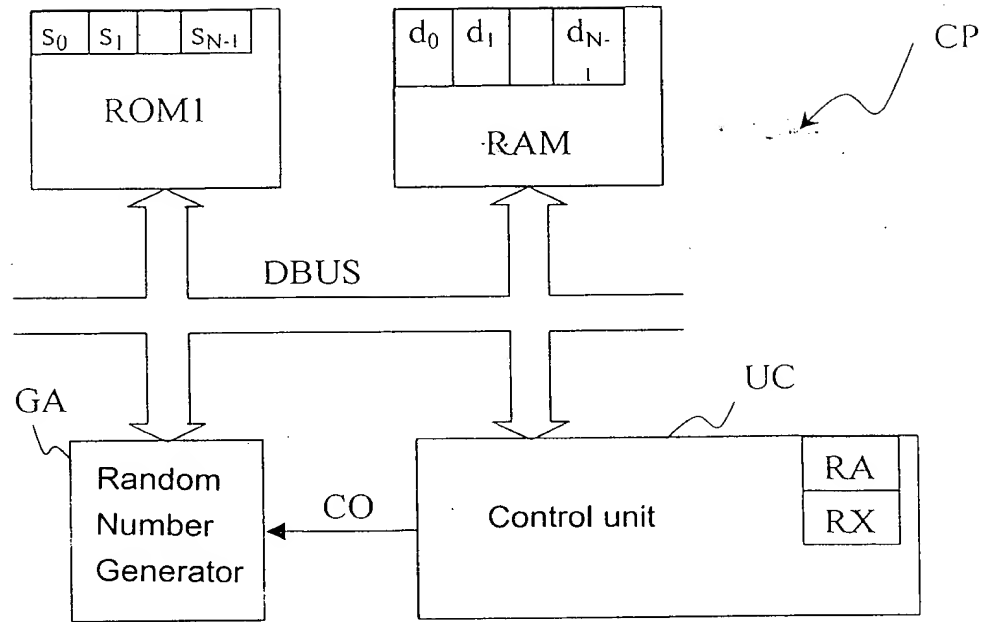 s0 s1 sN-1
ROM1
d0 d1 dN-1
RAM
CP
DBUS
GA
UC
Random
Number
Generator
CO
Control unit
RA
RX